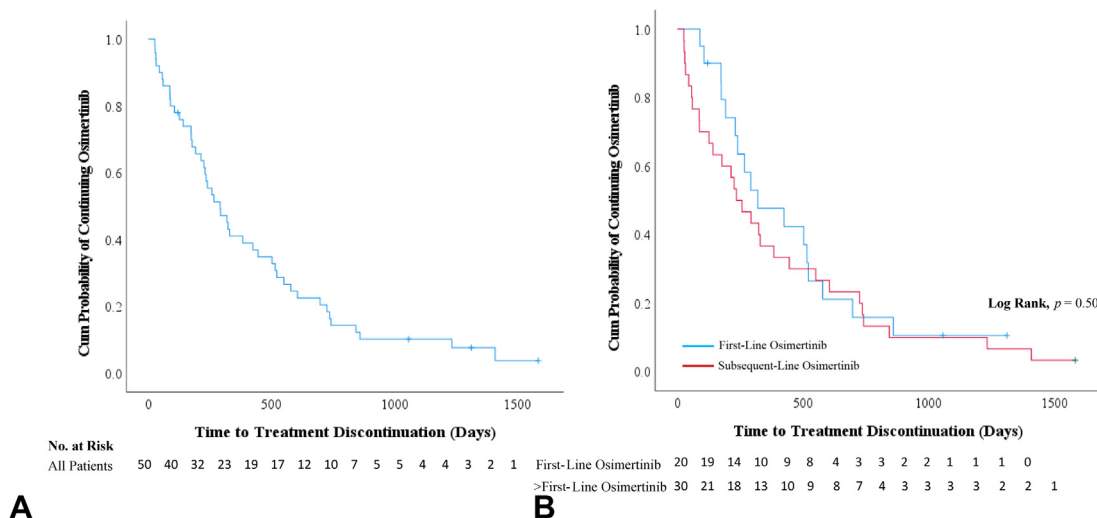 Cum Probability of Continuing Osimertinib
1.0
0.8
0.6
0.4
0.2
0.0
0 500 1000 1500
Time to Treatment Discontinuation (Days)
No. at Risk
All Patients 50 40 32 23 19 17 12 10 7 5 5 4 4 3 2 1
A
Cum Probability of Continuing Osimertinib
1.0
0.8
0.6
0.4
0.2
0.0
Log Rank, p = 0.50
First-Line Osimertinib
Subsequent-Line Osimertinib
0 500 1000 1500
Time to Treatment Discontinuation (Days)
First-Line Osimertinib 20 19 14 10 9 8 4 3 3 2 2 1 1 1 0
>First-Line Osimertinib 30 21 18 13 10 9 8 7 4 3 3 3 3 2 2 1
B